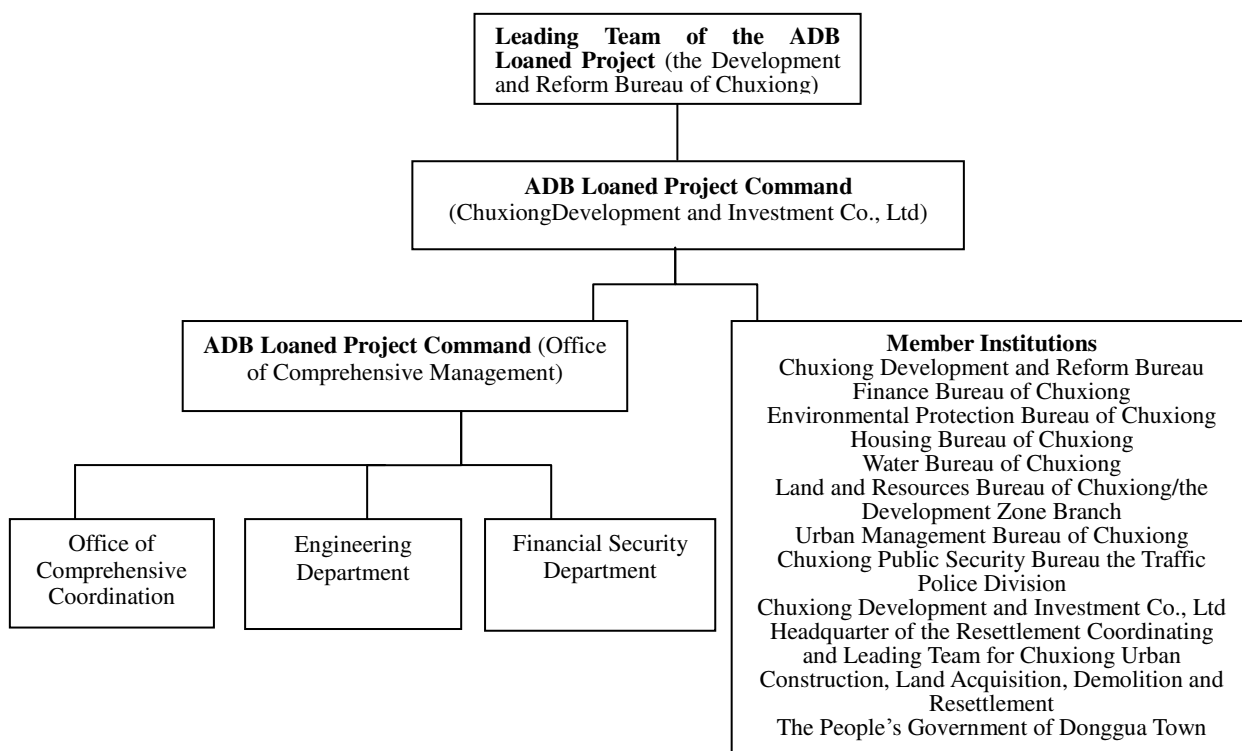 Leading Team of the ADB
Loaned Project (the Development
and Reform Bureau of Chuxiong)
ADB Loaned Project Command
(ChuxiongDevelopment and Investment Co., Ltd)
ADB Loaned Project Command (Office
of Comprehensive Management)
Office of
Comprehensive
Coordination
Engineering
Department
Financial Security
Department
Member Institutions
Chuxiong Development and Reform Bureau
Finance Bureau of Chuxiong
Environmental Protection Bureau of Chuxiong
Housing Bureau of Chuxiong
Water Bureau of Chuxiong
Land and Resources Bureau of Chuxiong/the
Development Zone Branch
Urban Management Bureau of Chuxiong
Chuxiong Public Security Bureau the Traffic
Police Division
Chuxiong Development and Investment Co., Ltd
Headquarter of the Resettlement Coordinating
and Leading Team for Chuxiong Urban
Construction, Land Acquisition, Demolition and
Resettlement
The People's Government of Donggua Town